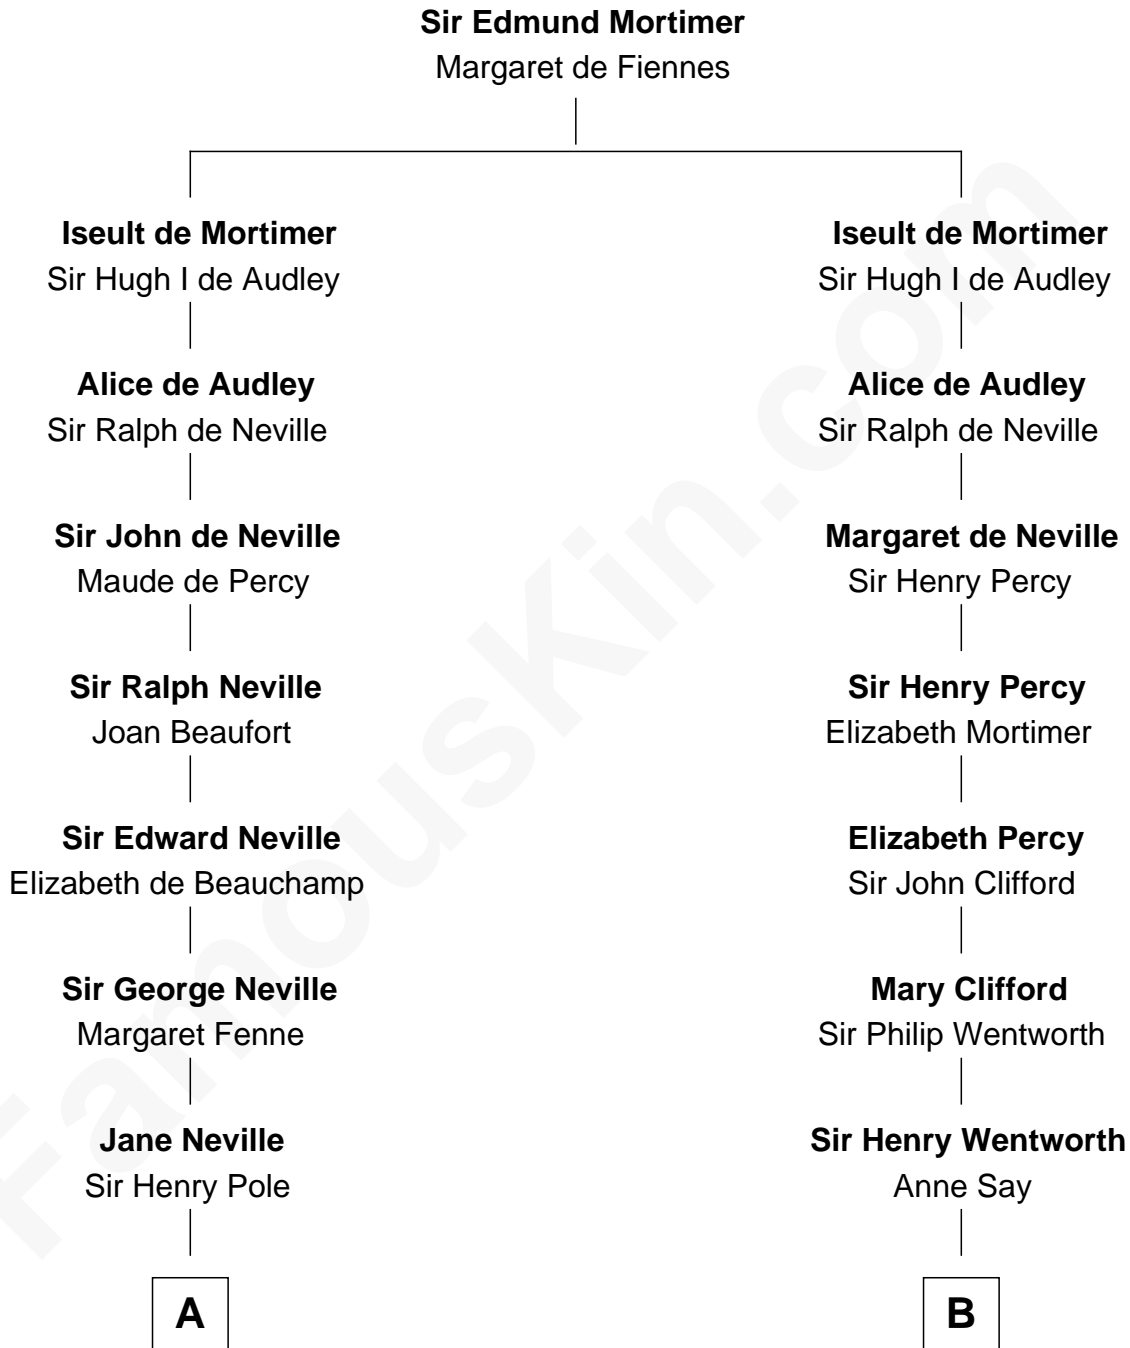 Sir Edmund Mortimer
Margaret de Fiennes
Iseult de Mortimer
Sir Hugh I de Audley
Iseult de Mortimer
Sir Hugh I de Audley
Alice de Audley
Sir Ralph de Neville
Alice de Audley
Sir Ralph de Neville
Sir John de Neville
Maude de Percy
Margaret de Neville
Sir Henry Percy
Sir Ralph Neville
Joan Beaufort
Sir Henry Percy
Elizabeth Mortimer
Sir Edward Neville
Elizabeth de Beauchamp
Elizabeth Percy
Sir John Clifford
Sir George Neville
Margaret Fenne
Mary Clifford
Sir Philip Wentworth
Jane Neville
Sir Henry Pole
Sir Henry Wentworth
Anne Say
A
B
FamousKin.com